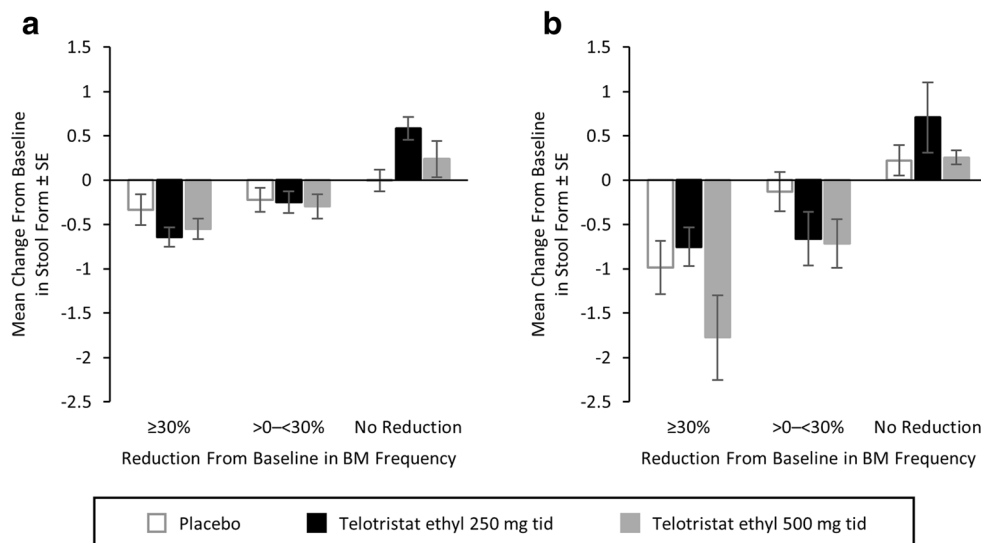 a
Mean Change From Baseline
in Stool Form ± SE
1.5
1
0.5
0
-0.5
-1
-1.5
-2
-2.5
≥30%
>0–<30%
No Reduction
Reduction From Baseline in BM Frequency
b
Mean Change From Baseline
in Stool Form ± SE
1.5
1
0.5
0
-0.5
-1
-1.5
-2
-2.5
≥30%
>0–<30%
No Reduction
Reduction From Baseline in BM Frequency
Placebo
Telotristat ethyl 250 mg tid
Telotristat ethyl 500 mg tid